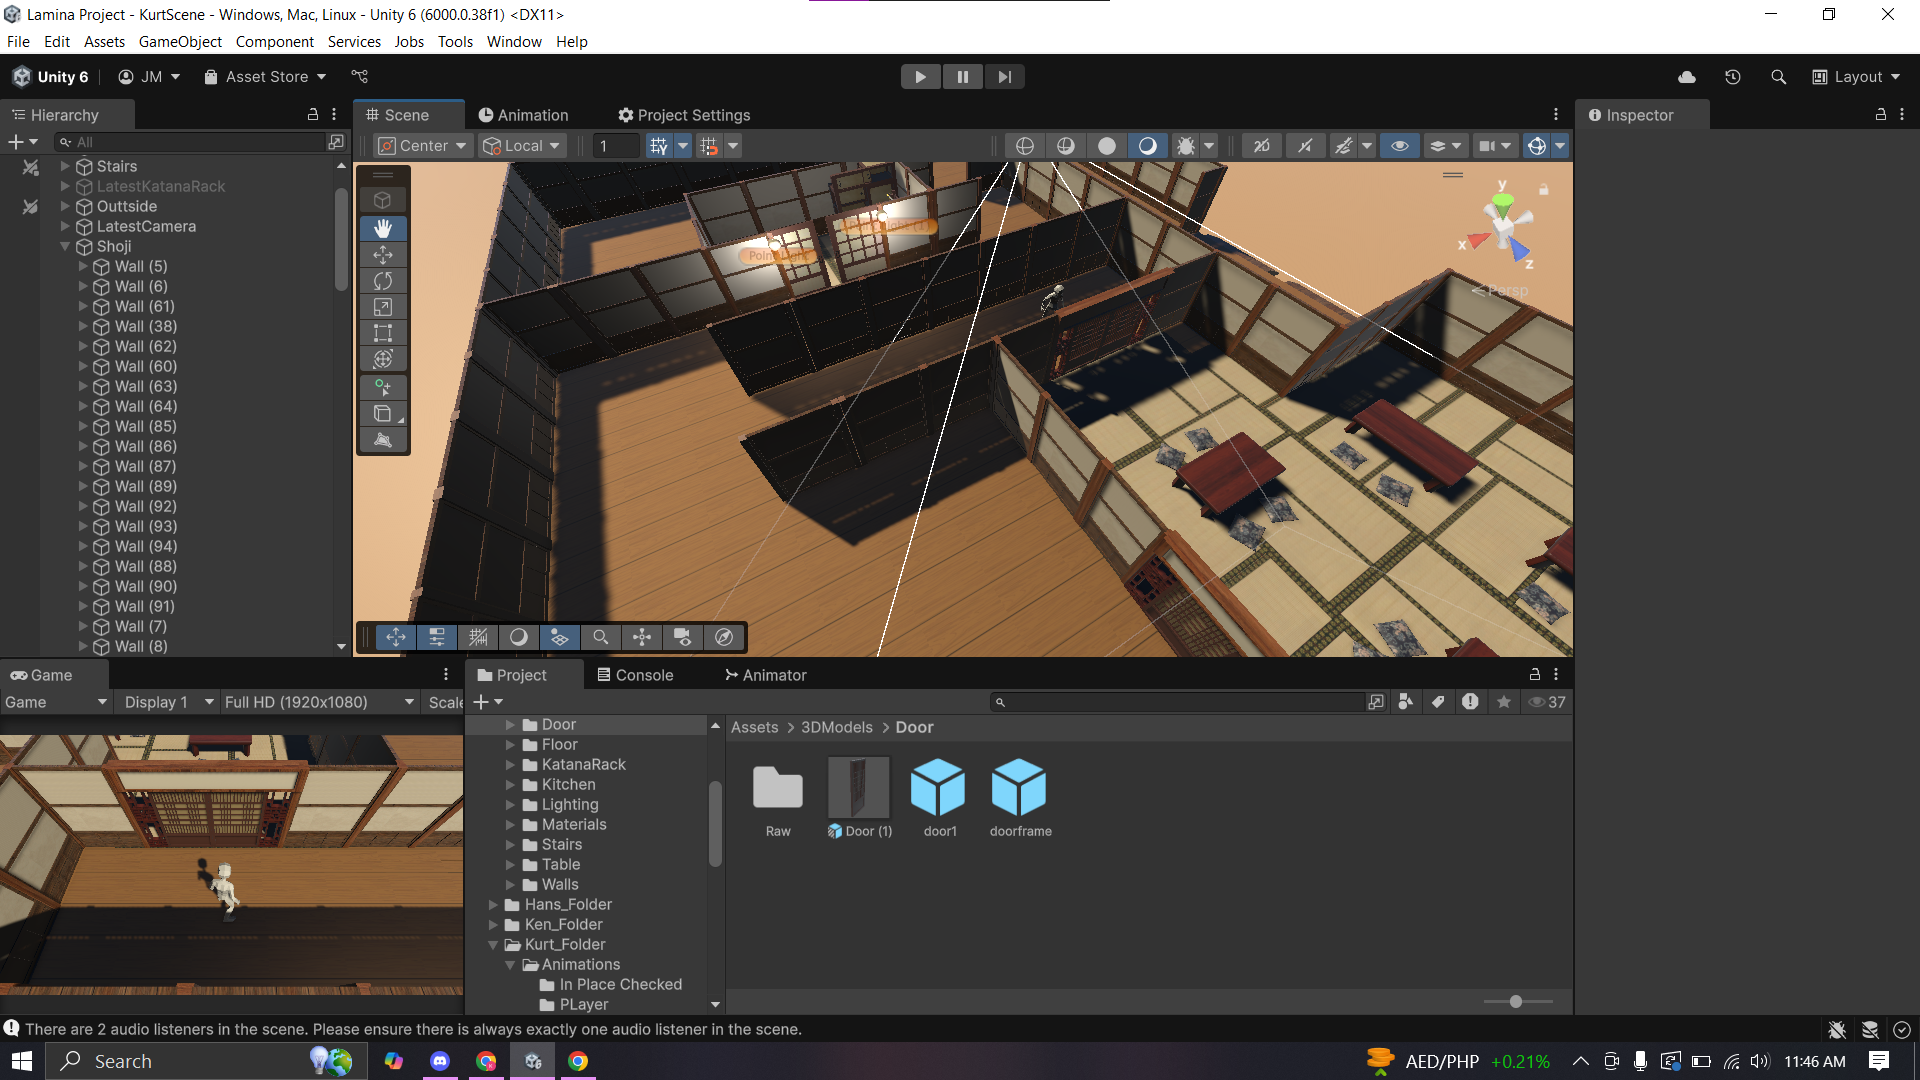 Lamina Project - KurtScene - Windows, Mac, Linux - Unity 6 (6000.0.38f1) <DX11>
File Edit Assets GameObject Component Services Jobs Tools Window Help
Unity 6 JM Asset Store Layout
Hierarchy Scene Animation Project Settings Inspector
All Center Local 1 2D
Stairs
LatestKatanaRack
Outtside
LatestCamera
Shoji
Wall (5)
Wall (6)
Wall (61)
Wall (38)
Wall (62)
Wall (60)
Wall (63)
Wall (64)
Wall (85)
Wall (86)
Wall (87)
Wall (89)
Wall (92)
Wall (93)
Wall (94)
Wall (88)
Wall (90)
Wall (91)
Wall (7)
Wall (8)
y
x
z
Persp
Point Light
Game Project Console Animator
Game Display 1 Full HD (1920x1080) Scale 37
Door
Floor
KatanaRack
Kitchen
Lighting
Materials
Stairs
Table
Walls
Hans_Folder
Ken_Folder
Kurt_Folder
Animations
In Place Checked
PLayer
Assets > 3DModels > Door
Raw Door (1) door1 doorframe
There are 2 audio listeners in the scene. Please ensure there is always exactly one audio listener in the scene.
Search AED/PHP +0.21% 11:46 AM